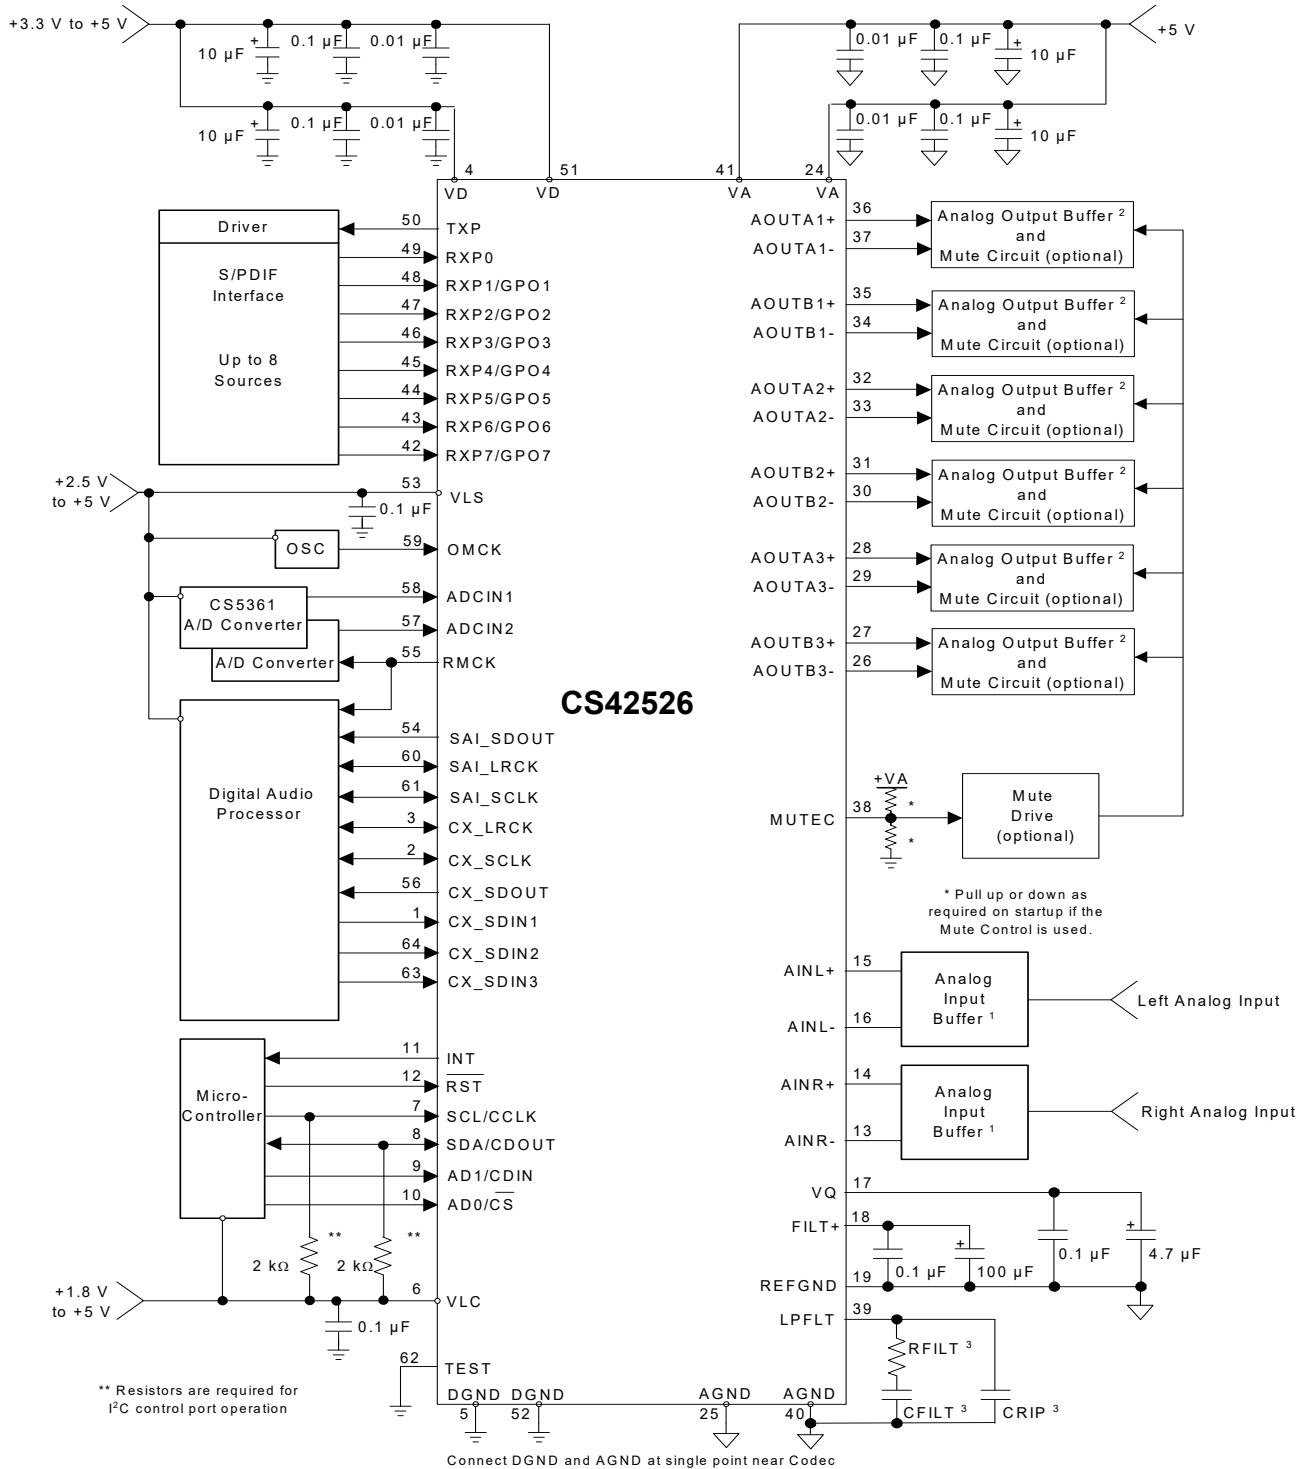 +3.3 V to +5 V
10 µF
+
0.1 µF
0.01 µF
10 µF
+
0.1 µF
0.01 µF
0.01 µF
0.1 µF
+
10 µF
+5 V
0.01 µF
0.1 µF
+
10 µF
4
51
41
24
VD
VD
VA
VA
Driver
S/PDIF
Interface
Up to 8
Sources
50
TXP
49
RXP0
48
RXP1/GPO1
47
RXP2/GPO2
46
RXP3/GPO3
45
RXP4/GPO4
44
RXP5/GPO5
43
RXP6/GPO6
42
RXP7/GPO7
+2.5 V
to +5 V
53
VLS
0.1 µF
OSC
59
OMCK
CS5361
A/D Converter
58
ADCIN1
57
ADCIN2
A/D Converter
55
RMCK
Digital Audio
Processor
54
SAI_SDOUT
60
SAI_LRCK
61
SAI_SCLK
3
CX_LRCK
2
CX_SCLK
56
CX_SDOUT
1
CX_SDIN1
64
CX_SDIN2
63
CX_SDIN3
Micro-
Controller
11
INT
12
RST
7
SCL/CCLK
8
SDA/CDOUT
9
AD1/CDIN
10
AD0/CS
**
2 kΩ
**
2 kΩ
+1.8 V
to +5 V
6
VLC
0.1 µF
62
TEST
** Resistors are required for
I²C control port operation
CS42526
AOUTA1+
36
AOUTA1-
37
Analog Output Buffer ²
and
Mute Circuit (optional)
AOUTB1+
35
AOUTB1-
34
Analog Output Buffer ²
and
Mute Circuit (optional)
AOUTA2+
32
AOUTA2-
33
Analog Output Buffer ²
and
Mute Circuit (optional)
AOUTB2+
31
AOUTB2-
30
Analog Output Buffer ²
and
Mute Circuit (optional)
AOUTA3+
28
AOUTA3-
29
Analog Output Buffer ²
and
Mute Circuit (optional)
AOUTB3+
27
AOUTB3-
26
Analog Output Buffer ²
and
Mute Circuit (optional)
MUTEC
38
+VA
*
*
Mute
Drive
(optional)
* Pull up or down as
required on startup if the
Mute Control is used.
AINL+
15
AINL-
16
Analog
Input
Buffer ¹
Left Analog Input
AINR+
14
AINR-
13
Analog
Input
Buffer ¹
Right Analog Input
VQ
17
FILT+
18
0.1 µF
+
100 µF
0.1 µF
+
4.7 µF
REFGND
19
LPFLT
39
RFILT ³
CFILT ³
CRIP ³
DGND
DGND
AGND
AGND
5
52
25
40
Connect DGND and AGND at single point near Codec